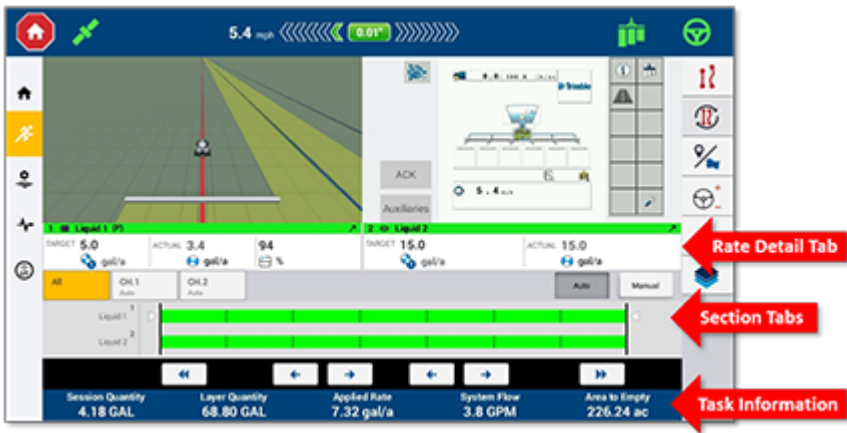 5.4 mph 0.01"
Trimble
ACK
5.4
Auxiliaries
1 Liquid 1 (P)
2 Liquid 2
TARGET 5.0 ACTUAL 3.4 94
gal/a gal/a %
TARGET 15.0 ACTUAL 15.0
gal/a gal/a
Rate Detail Tab
All CH.1 CH.2 Auto Manual
Auto Auto
Liquid 1 1
Liquid 2 2
Section Tabs
Session Quantity Layer Quantity Applied Rate System Flow Area to Empty
4.18 GAL 68.80 GAL 7.32 gal/a 3.8 GPM 226.24 ac
Task Information